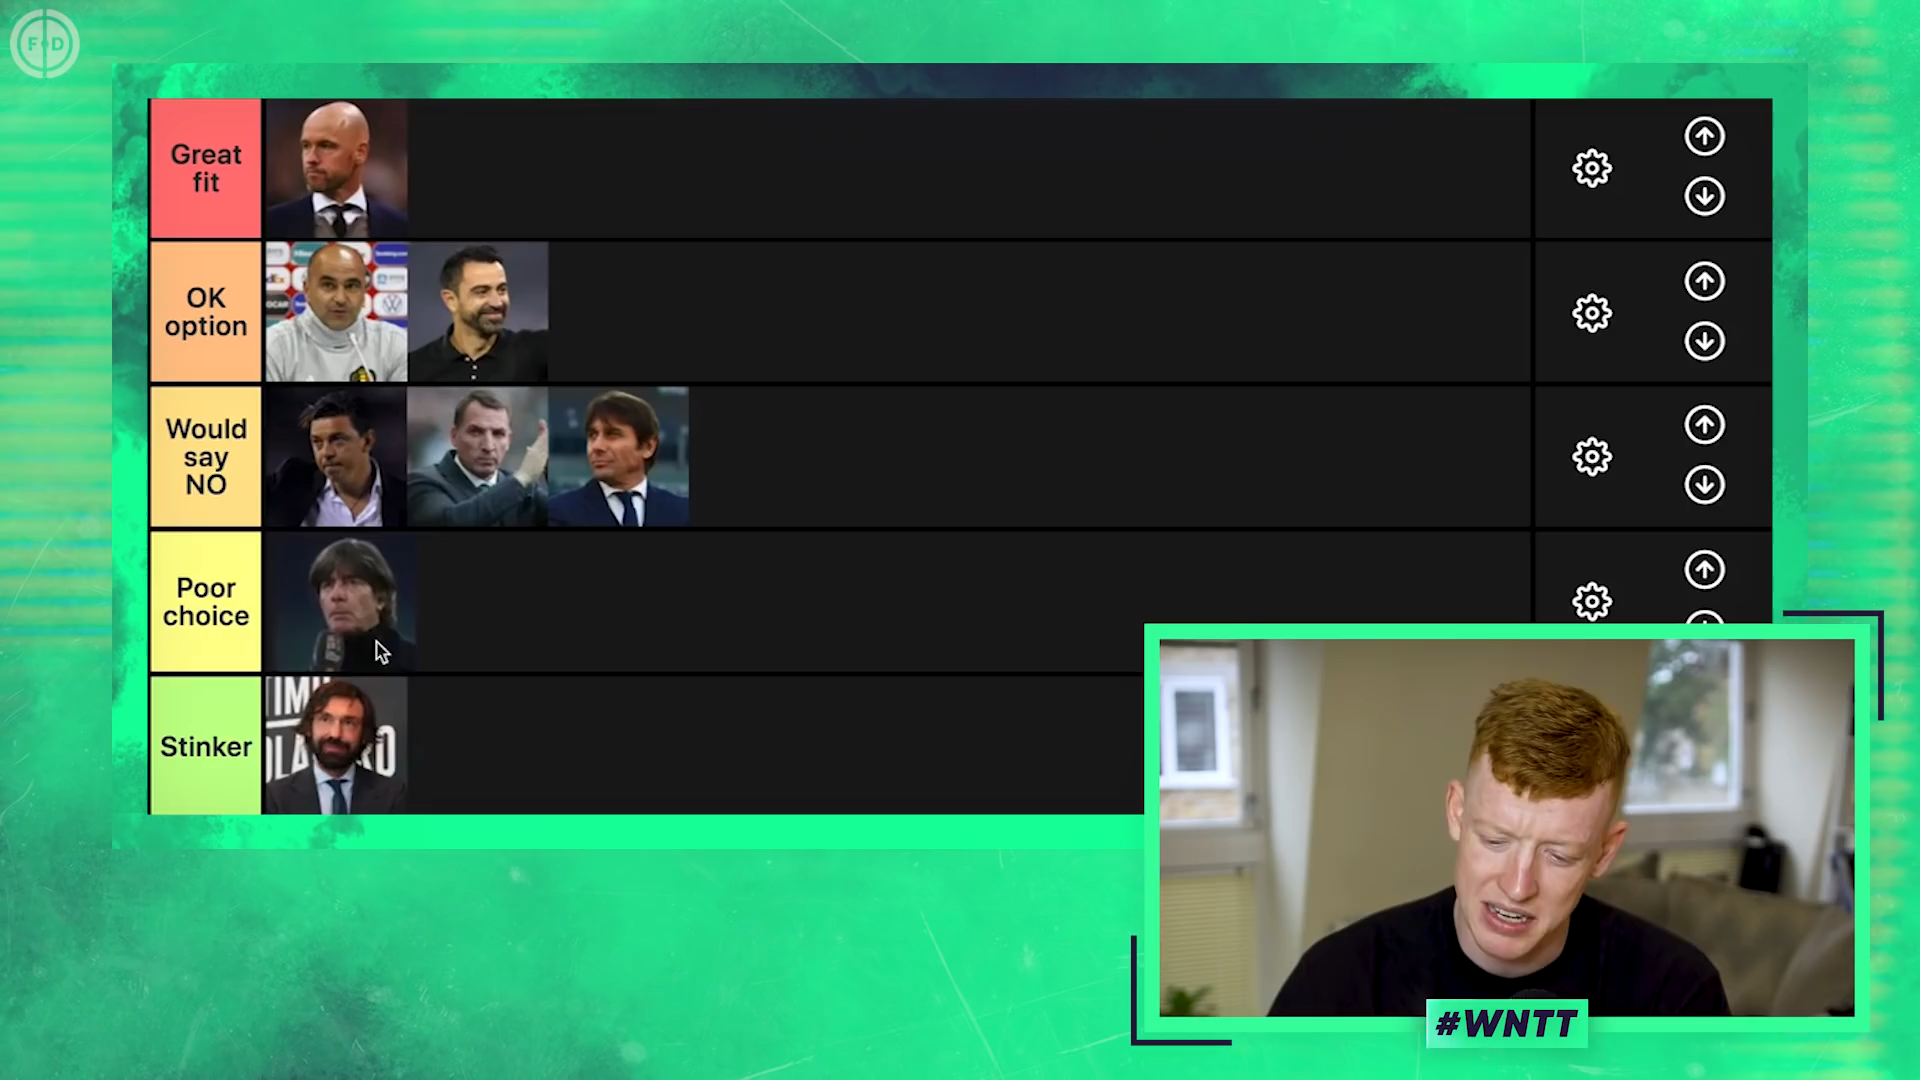 F D
Great
fit
OK
option
Would
say
NO
Poor
choice
Stinker
#WNTT